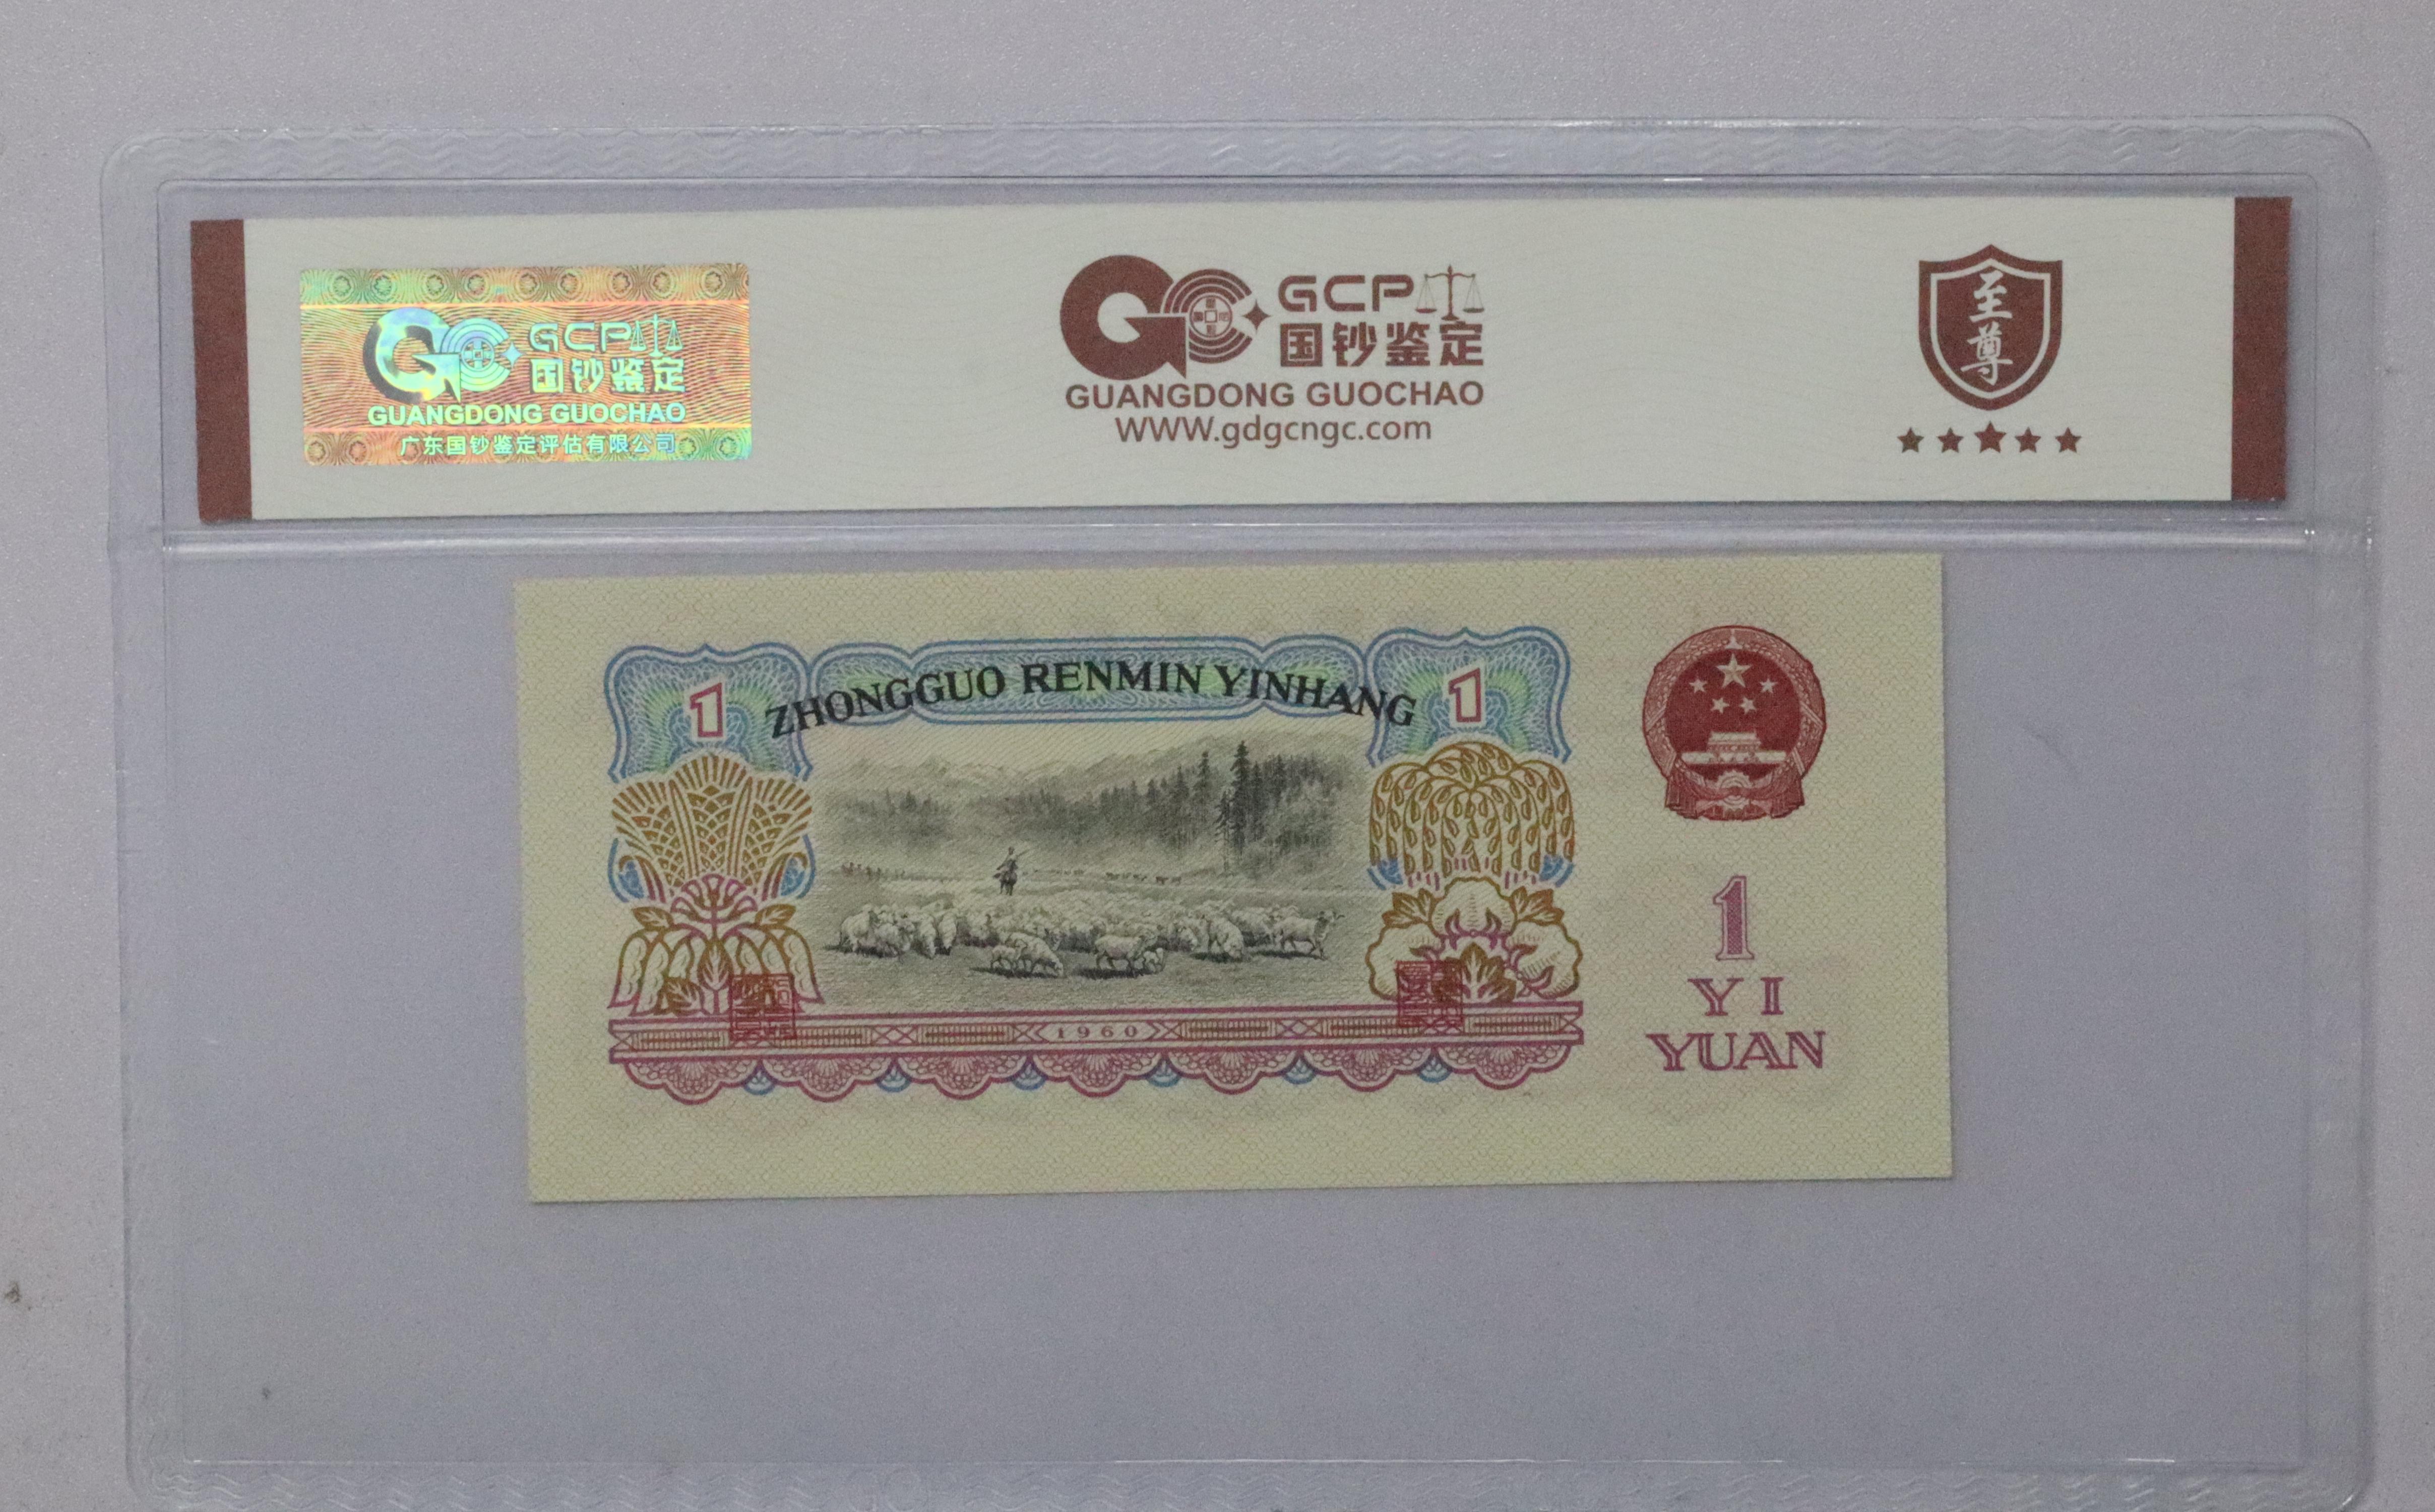 GCP
国钞鉴定
GUANGDONG GUOCHAO
广东国钞鉴定评估有限公司
GCP
国钞鉴定
GUANGDONG GUOCHAO
www.gdgcngc.com
至尊
1
ZHONGGUO RENMIN YINHANG
1
1960
1
YI
YUAN